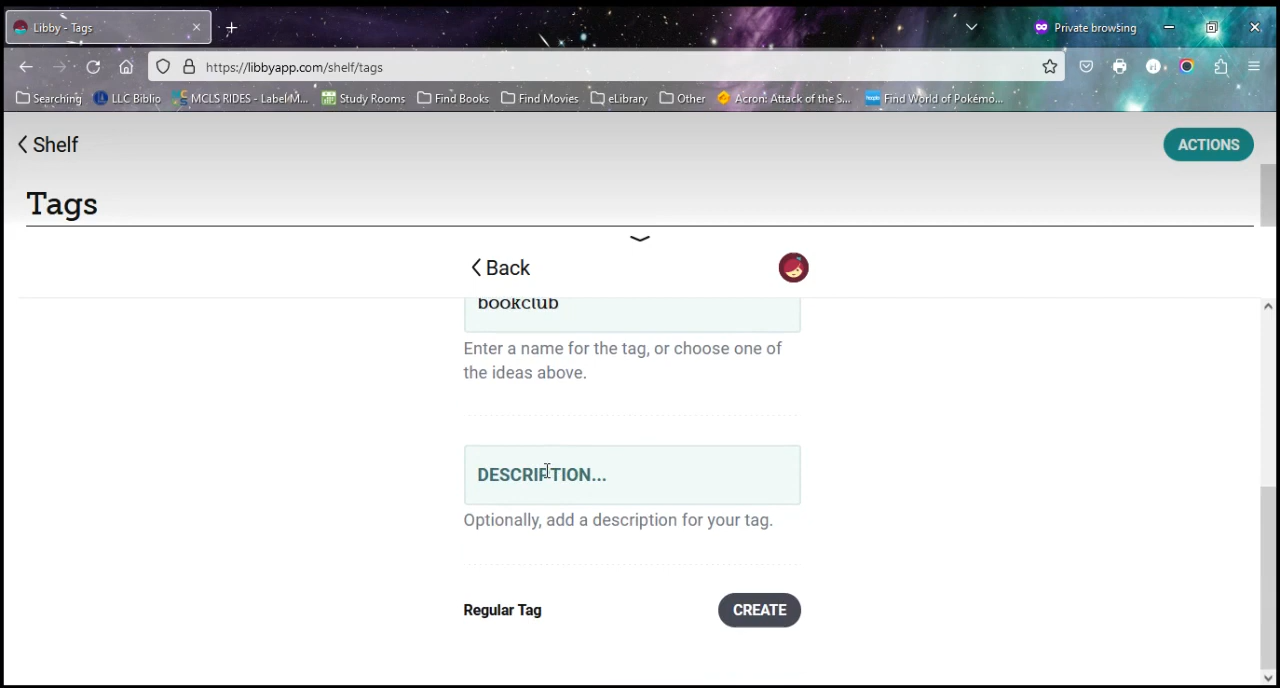 Libby - Tags
Private browsing
https://libbyapp.com/shelf/tags
Searching LLC Biblio MCLS RIDES - LabelM... Study Rooms Find Books Find Movies eLibrary Other Acron: Attack of the S... Find World of Pokémo...
Shelf
ACTIONS
Tags
Back
bookclub
Enter a name for the tag, or choose one of
the ideas above.
DESCRIPTION...
Optionally, add a description for your tag.
Regular Tag
CREATE